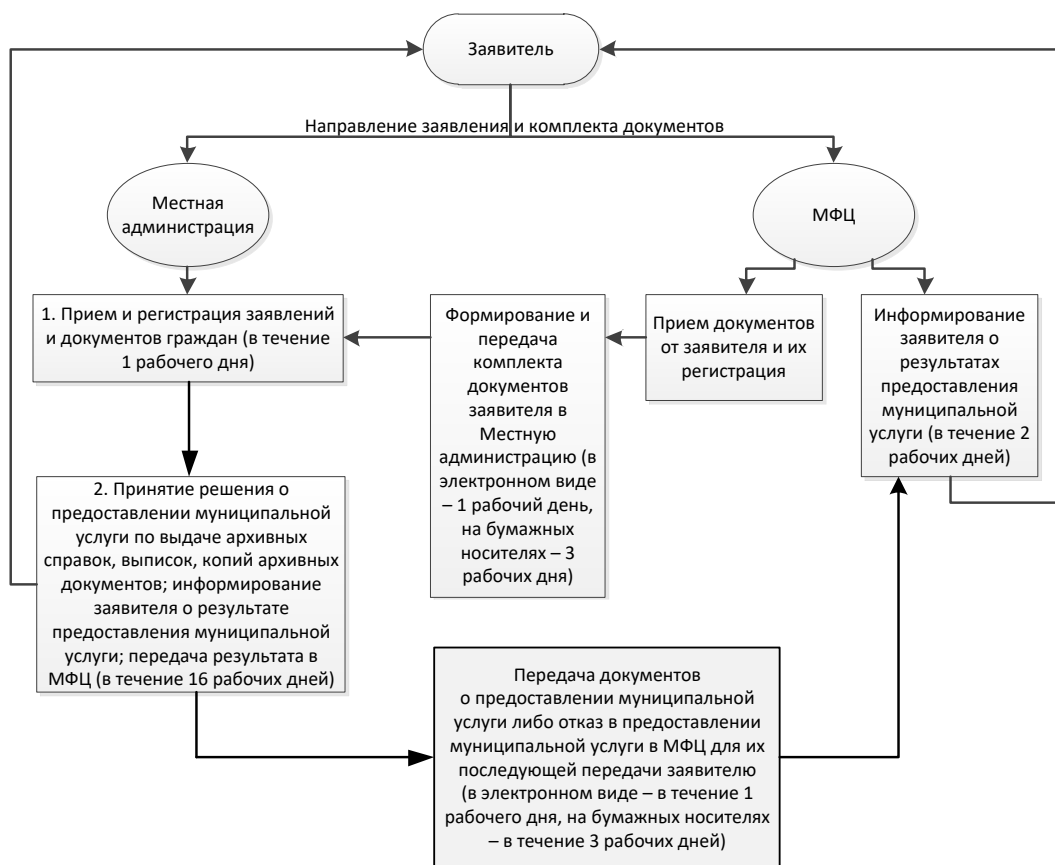 Заявитель
Направление заявления и комплекта документов
Местная
администрация
МФЦ
1. Прием и регистрация заявлений
и документов граждан (в течение
1 рабочего дня)
Формирование и
передача
комплекта
документов
заявителя в
Местную
администрацию (в
электронном виде
– 1 рабочий день,
на бумажных
носителях – 3
рабочих дня)
Прием документов
от заявителя и их
регистрация
Информирование
заявителя о
результатах
предоставления
муниципальной
услуги (в течение 2
рабочих дней)
2. Принятие решения о
предоставлении муниципальной
услуги по выдаче архивных
справок, выписок, копий архивных
документов; информирование
заявителя о результате
предоставления муниципальной
услуги; передача результата в
МФЦ (в течение 16 рабочих дней)
Передача документов
о предоставлении муниципальной
услуги либо отказ в предоставлении
муниципальной услуги в МФЦ для их
последующей передачи заявителю
(в электронном виде – в течение 1
рабочего дня, на бумажных носителях
– в течение 3 рабочих дней)